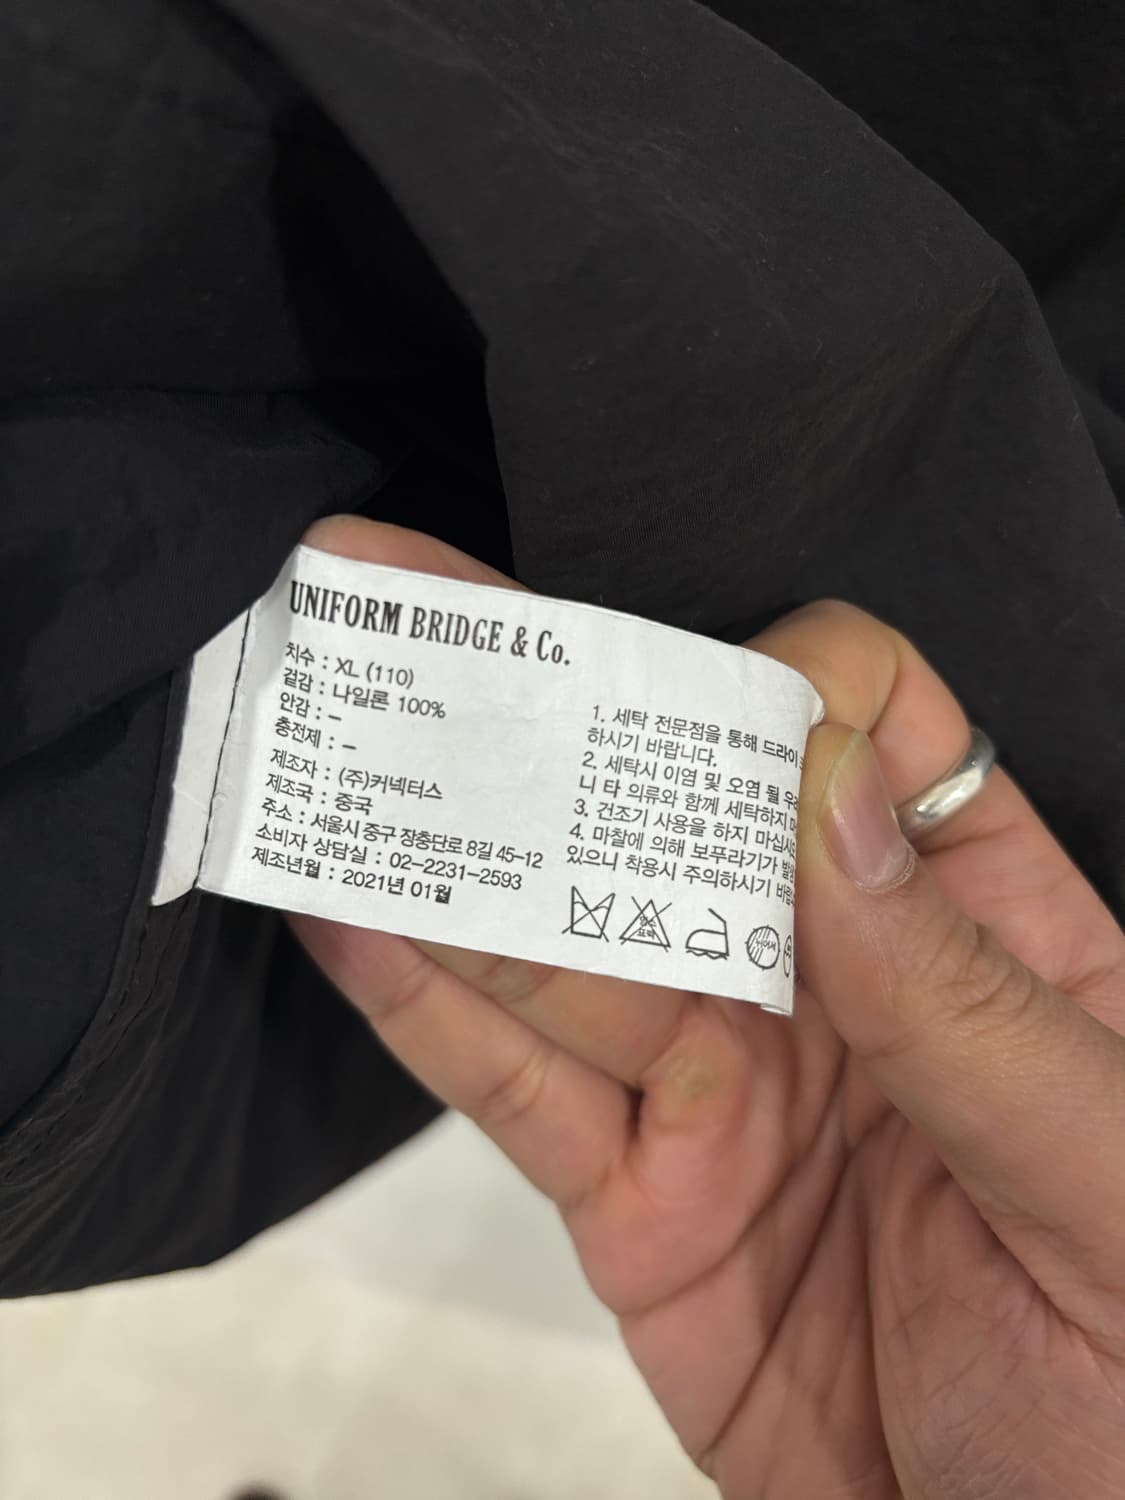 UNIFORM BRIDGE & Co.
치수 : XL (110)
겉감 : 나일론 100%
안감 : –
충전제 : –
제조자 : (주)커넥터스
제조국 : 중국
주소 : 서울시 중구 장충단로 8길 45-12
소비자 상담실 : 02-2231-2593
제조년월 : 2021년 01월
1. 세탁 전문점을 통해 드라이
하시기 바랍니다.
2. 세탁시 이염 및 오염 될
니 타 의류와 함께 세탁하지
3. 건조기 사용을 하지 마십시오
4. 마찰에 의해 보푸라기가
있으니 착용시 주의하시기
염소
표백